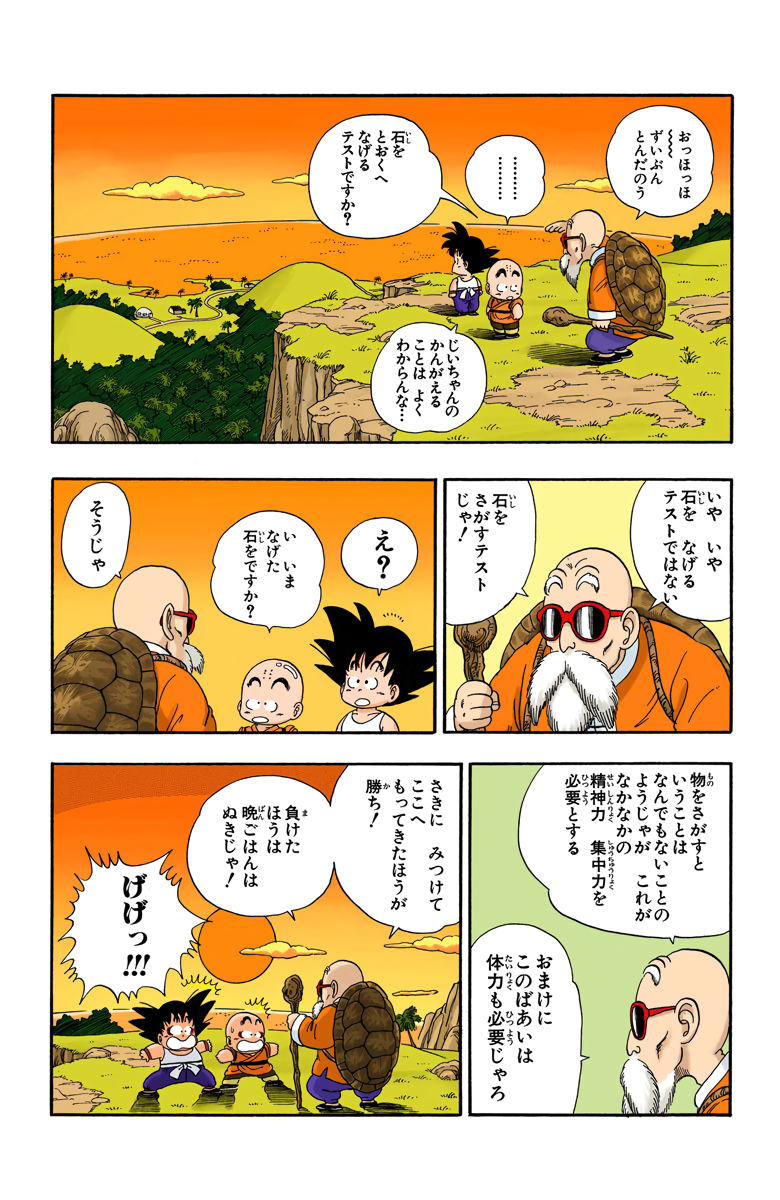 おっほっほ
〜〜〜
ずいぶん
とんだのう
………
………
石を
とおくへ
なげる
テストですか？
じいちゃんの
かんがえる
ことは よく
わからんな…
いや いや
石を なげる
テストではない
石を
さがすテスト
じゃ！
え？
い いま
なげた
石をですか？
そうじゃ
物をさがすと
いうことは
なんでもないことの
ようじゃが これが
なかなかの
精神力 集中力を
必要とする
おまけに
このばあいは
体力も必要じゃろ
さきに みつけて
ここへ
もってきたほうが
勝ち！
負けた
ほうは
晩ごはんは
ぬきじゃ！
げげっ!!!